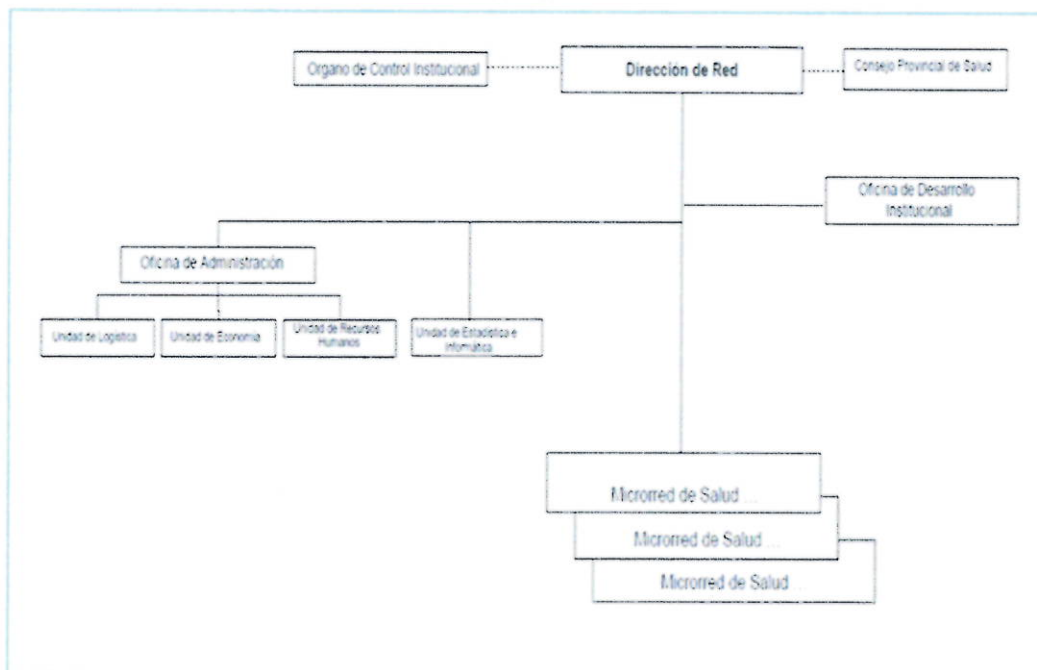 Organo de Control Institucional
Dirección de Red
Consejo Provincial de Salud
Oficina de Desarrollo
Institucional
Oficina de Administración
Unidad de Logística
Unidad de Economía
Unidad de Recursos
Humanos
Unidad de Estadística e
Informática
Microrred de Salud ...
Microrred de Salud ...
Microrred de Salud ...